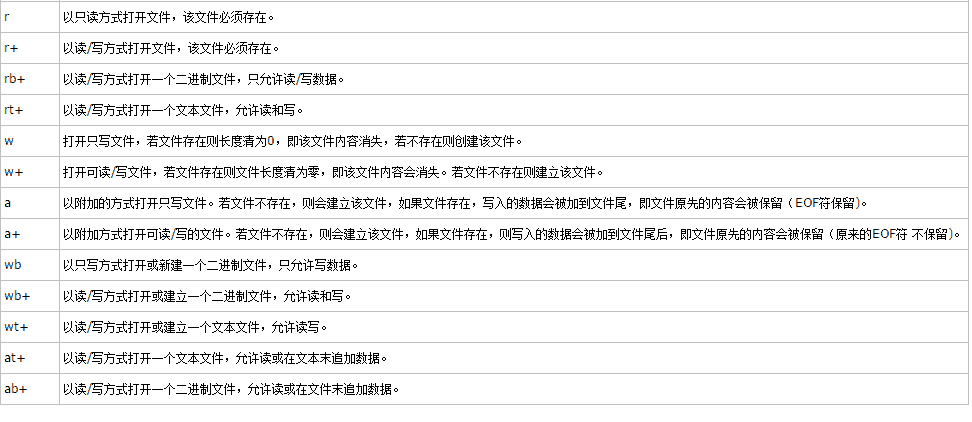 r 以只读方式打开文件，该文件必须存在。
r+ 以读/写方式打开文件，该文件必须存在。
rb+ 以读/写方式打开一个二进制文件，只允许读/写数据。
rt+ 以读/写方式打开一个文本文件，允许读和写。
w 打开只写文件，若文件存在则长度清为0，即该文件内容消失，若不存在则创建该文件。
w+ 打开可读/写文件，若文件存在则文件长度清为零，即该文件内容会消失。若文件不存在则建立该文件。
a 以附加的方式打开只写文件。若文件不存在，则会建立该文件，如果文件存在，写入的数据会被加到文件尾，即文件原先的内容会被保留（EOF符保留)。
a+ 以附加方式打开可读/写的文件。若文件不存在，则会建立该文件，如果文件存在，则写入的数据会被加到文件尾后，即文件原先的内容会被保留（原来的EOF符 不保留)。
wb 以只写方式打开或新建一个二进制文件，只允许写数据。
wb+ 以读/写方式打开或建立一个二进制文件，允许读和写。
wt+ 以读/写方式打开或建立一个文本文件，允许读写。
at+ 以读/写方式打开一个文本文件，允许读或在文本末追加数据。
ab+ 以读/写方式打开一个二进制文件，允许读或在文件末追加数据。